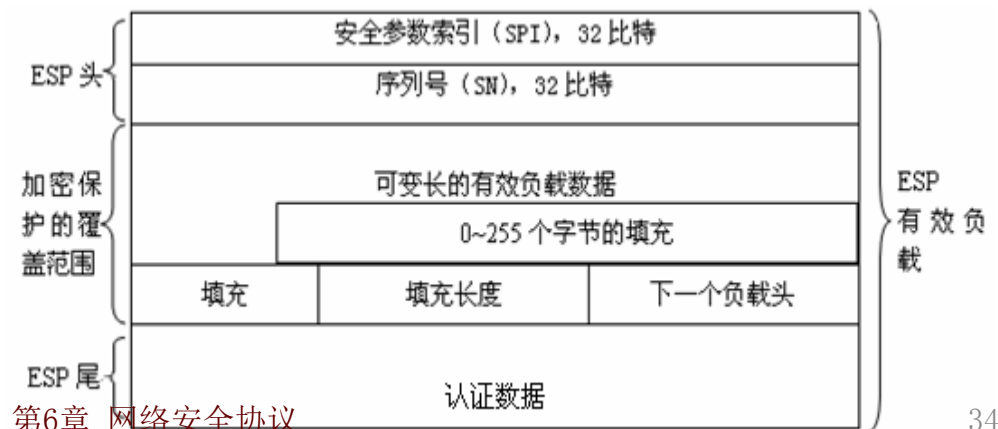 安全参数索引（SPI），32比特
ESP 头
序列号（SN），32比特
可变长的有效负载数据
加密保
护的覆
盖范围
ESP
有效负
载
0~255 个字节的填充
填充
填充长度
下一个负载头
ESP 尾
认证数据
第6章 网络安全协议
34